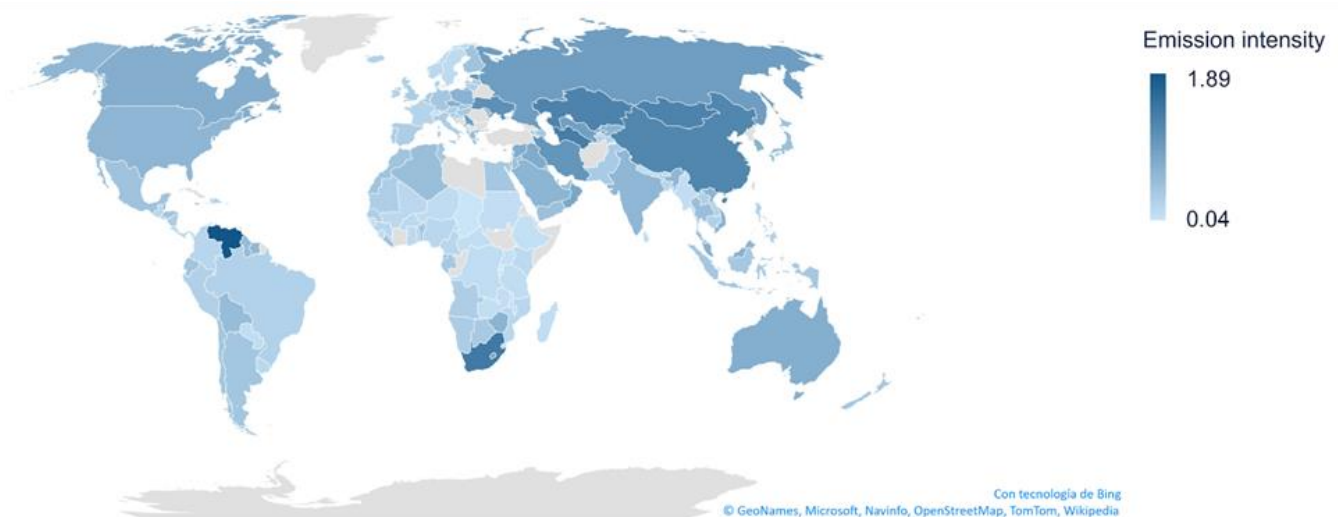 Emission intensity
1.89
0.04
Con tecnología de Bing
© GeoNames, Microsoft, Navinfo, OpenStreetMap, TomTom, Wikipedia